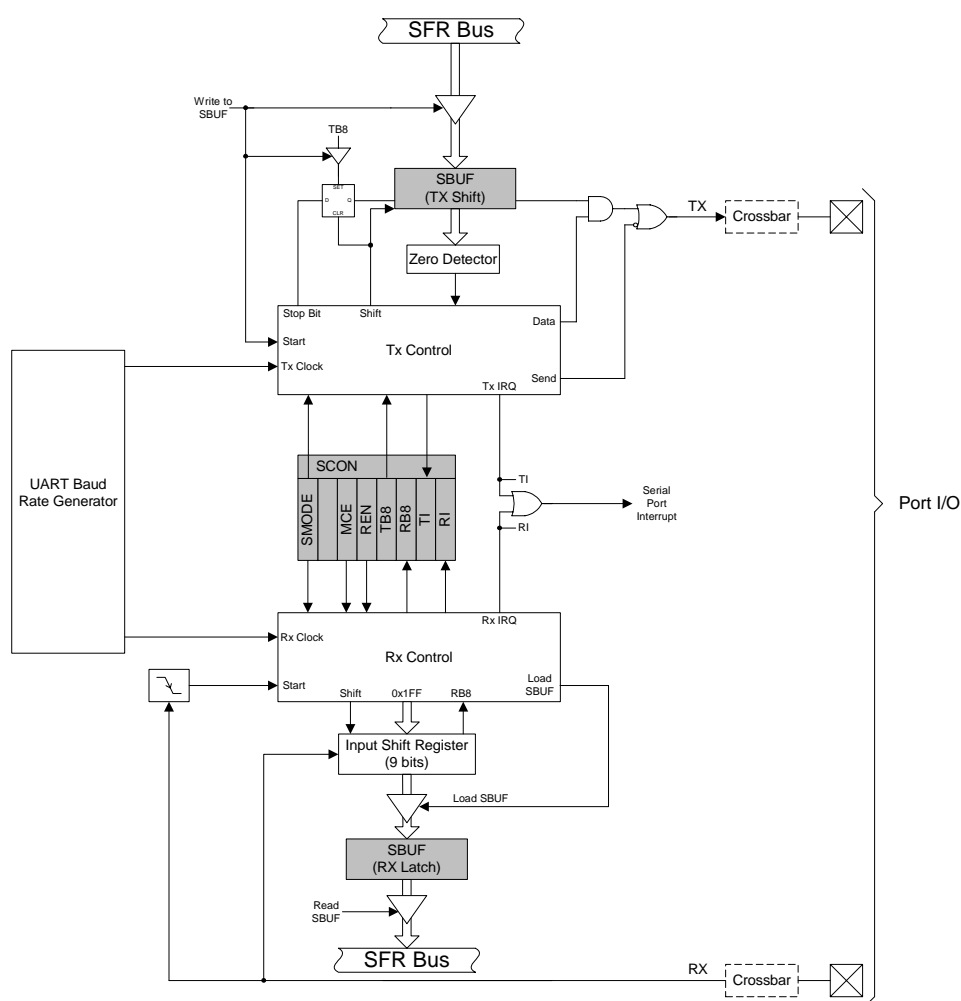 SFR Bus
Write to
SBUF
TB8
SET
D Q
CLR
SBUF
(TX Shift)
TX
Crossbar
Zero Detector
Stop Bit Shift
Data
Start
Tx Control
Tx Clock
Send
Tx IRQ
UART Baud
Rate Generator
SCON
SMODE
MCE
REN
TB8
RB8
TI
RI
TI
Serial
Port
Interrupt
RI
Port I/O
Rx IRQ
Rx Clock
Rx Control
Start
Load
SBUF
Shift 0x1FF RB8
Input Shift Register
(9 bits)
Load SBUF
SBUF
(RX Latch)
Read
SBUF
SFR Bus
RX
Crossbar